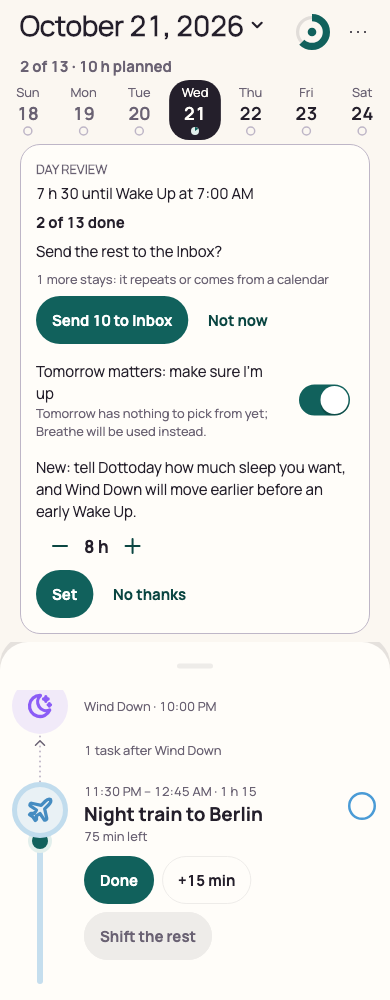 October 21, 2026
2 of 13 · 10 h planned
Sun Mon Tue Wed Thu Fri Sat
18 19 20 21 22 23 24
DAY REVIEW
7 h 30 until Wake Up at 7:00 AM
2 of 13 done
Send the rest to the Inbox?
1 more stays: it repeats or comes from a calendar
Send 10 to Inbox Not now
Tomorrow matters: make sure I'm
up
Tomorrow has nothing to pick from yet;
Breathe will be used instead.
New: tell Dottoday how much sleep you want,
and Wind Down will move earlier before an
early Wake Up.
— 8 h +
Set No thanks
Wind Down · 10:00 PM
1 task after Wind Down
11:30 PM – 12:45 AM · 1 h 15
Night train to Berlin
75 min left
Done +15 min
Shift the rest